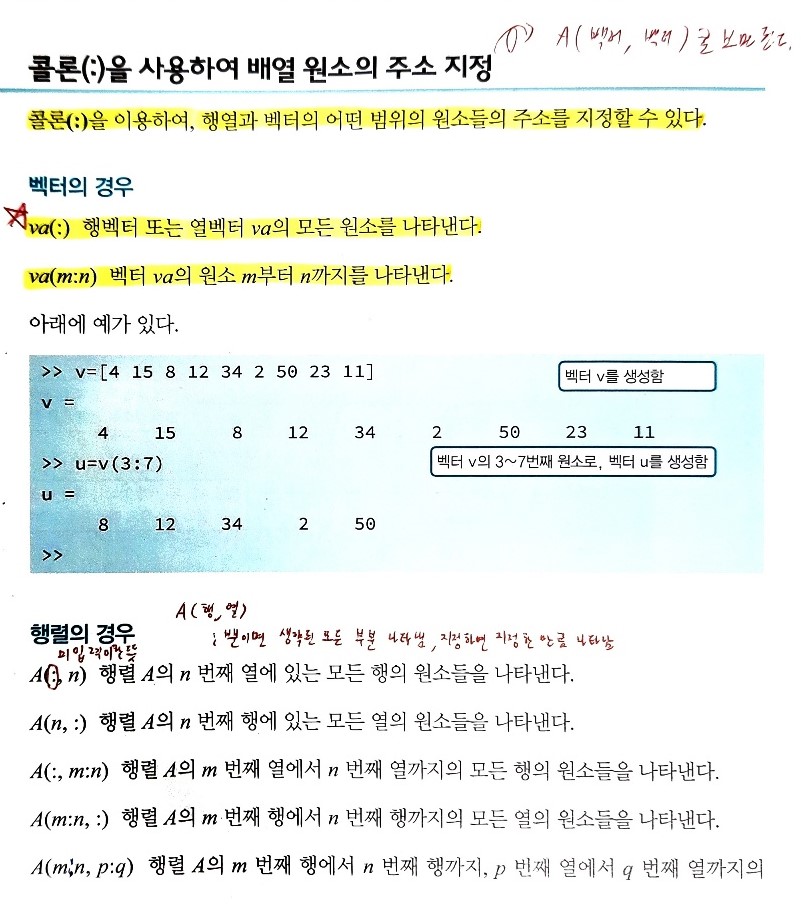 A(벡터, 벡터)로 보면 된다.
콜론(:)을 사용하여 배열 원소의 주소 지정
콜론(:)을 이용하여, 행열과 벡터의 어떤 범위의 원소들의 주소를 지정할 수 있다.
벡터의 경우
va(:) 행벡터 또는 열벡터 va의 모든 원소를 나타낸다.
va(m:n) 벡터 va의 원소 m부터 n까지를 나타낸다.
아래에 예가 있다.
>> v=[4 15 8 12 34 2 50 23 11] 벡터 v를 생성함
v =
4 15 8 12 34 2 50 23 11
>> u=v(3:7) 벡터 v의 3~7번째 원소로, 벡터 u를 생성함
u =
8 12 34 2 50
>>
A(행, 열)
행렬의 경우 : 뿐이면 생략된 모든 부분 나타냄, 지정하면 지정한 만큼 나타냄
미입력이란 뜻
A(:, n) 행렬 A의 n 번째 열에 있는 모든 행의 원소들을 나타낸다.
A(n, :) 행렬 A의 n 번째 행에 있는 모든 열의 원소들을 나타낸다.
A(:, m:n) 행렬 A의 m 번째 열에서 n 번째 열까지의 모든 행의 원소들을 나타낸다.
A(m:n, :) 행렬 A의 m 번째 행에서 n 번째 행까지의 모든 열의 원소들을 나타낸다.
A(m:n, p:q) 행렬 A의 m 번째 행에서 n 번째 행까지, p 번째 열에서 q 번째 열까지의